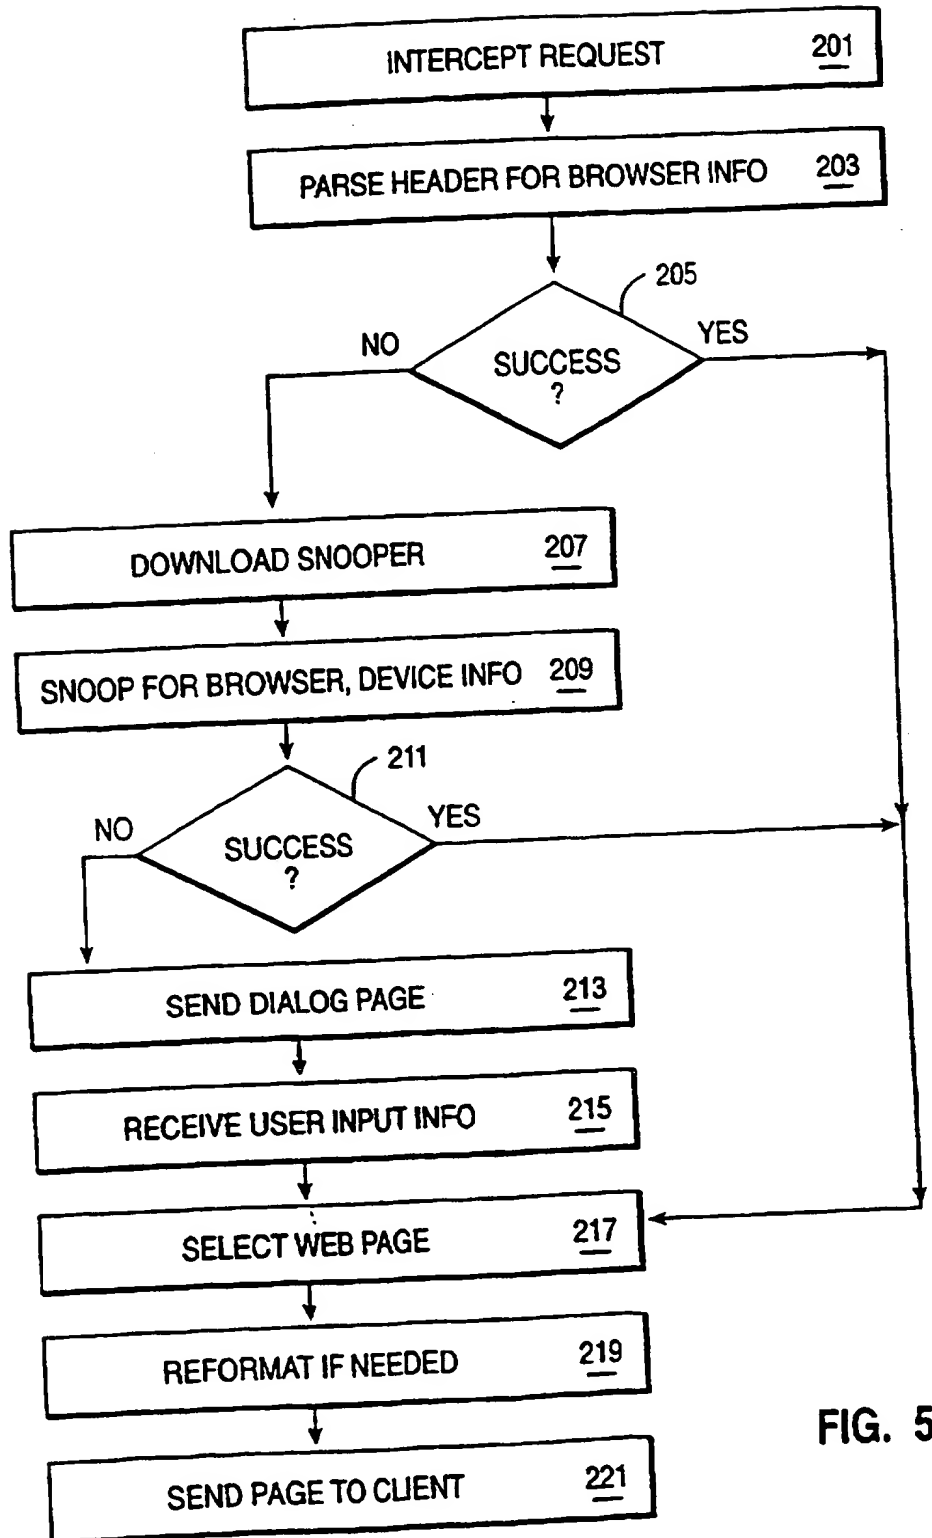 INTERCEPT REQUEST 201
PARSE HEADER FOR BROWSER INFO 203
205
NO
YES
SUCCESS
?
DOWNLOAD SNOOPER 207
SNOOP FOR BROWSER, DEVICE INFO 209
211
NO
YES
SUCCESS
?
SEND DIALOG PAGE 213
RECEIVE USER INPUT INFO 215
SELECT WEB PAGE 217
REFORMAT IF NEEDED 219
SEND PAGE TO CLIENT 221
FIG. 5